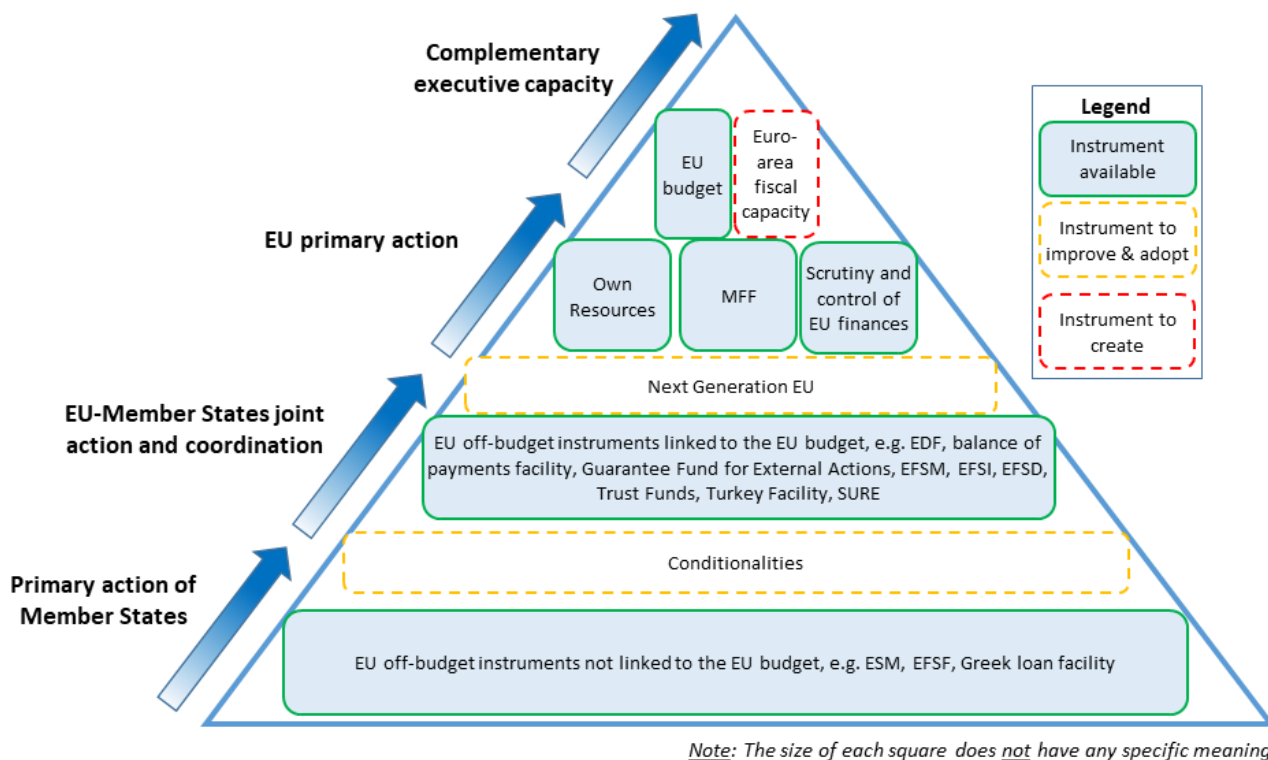 Complementary
executive capacity
EU primary action
EU-Member States joint
action and coordination
Primary action of
Member States
EU
budget
Euro-
area
fiscal
capacity
Own
Resources
MFF
Scrutiny and
control of
EU finances
Next Generation EU
EU off-budget instruments linked to the EU budget, e.g. EDF, balance of
payments facility, Guarantee Fund for External Actions, EFSM, EFSI, EFSD,
Trust Funds, Turkey Facility, SURE
Conditionalities
EU off-budget instruments not linked to the EU budget, e.g. ESM, EFSF, Greek loan facility
Legend
Instrument
available
Instrument to
improve & adopt
Instrument to
create
Note: The size of each square does not have any specific meaning